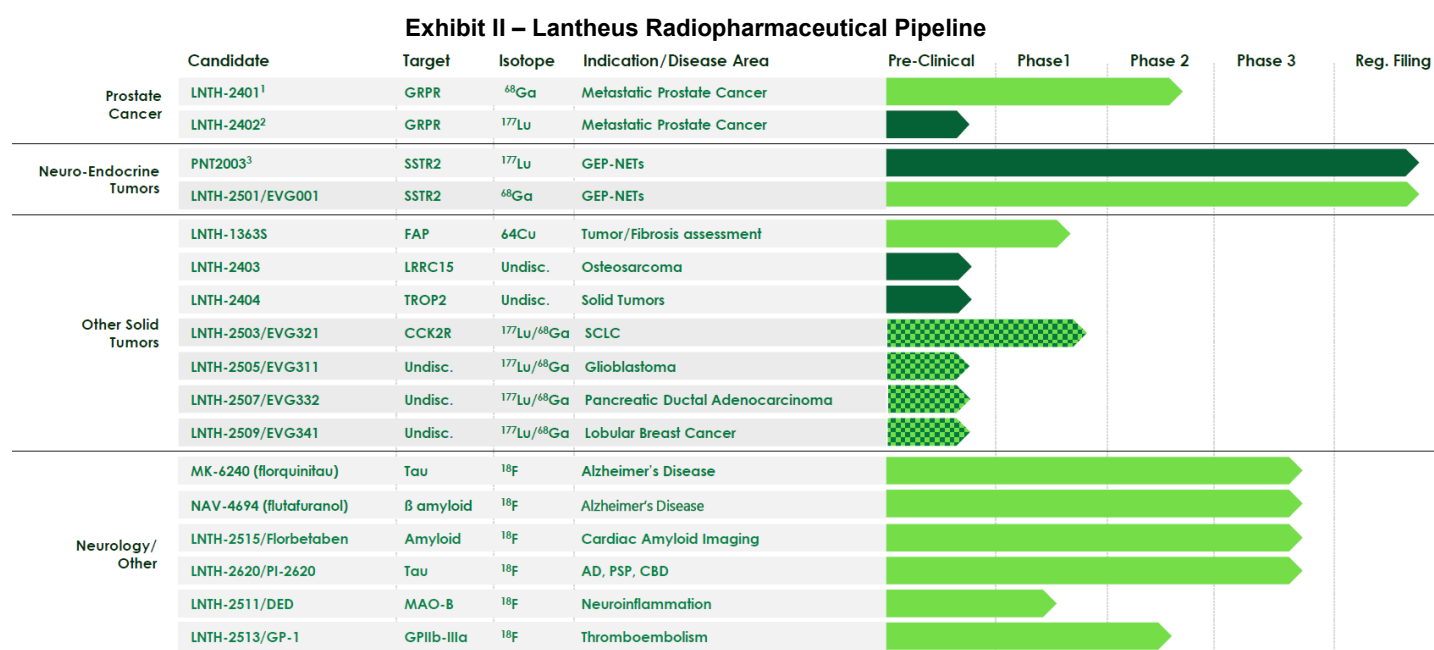 Exhibit II – Lantheus Radiopharmaceutical Pipeline
Candidate Target Isotope Indication/Disease Area Pre-Clinical Phase1 Phase 2 Phase 3 Reg. Filing
Prostate
Cancer
LNTH-2401¹ GRPR ⁶⁸Ga Metastatic Prostate Cancer
LNTH-2402² GRPR ¹⁷⁷Lu Metastatic Prostate Cancer
Neuro-Endocrine
Tumors
PNT2003³ SSTR2 ¹⁷⁷Lu GEP-NETs
LNTH-2501/EVG001 SSTR2 ⁶⁸Ga GEP-NETs
Other Solid
Tumors
LNTH-1363S FAP 64Cu Tumor/Fibrosis assessment
LNTH-2403 LRRC15 Undisc. Osteosarcoma
LNTH-2404 TROP2 Undisc. Solid Tumors
LNTH-2503/EVG321 CCK2R ¹⁷⁷Lu/⁶⁸Ga SCLC
LNTH-2505/EVG311 Undisc. ¹⁷⁷Lu/⁶⁸Ga Glioblastoma
LNTH-2507/EVG332 Undisc. ¹⁷⁷Lu/⁶⁸Ga Pancreatic Ductal Adenocarcinoma
LNTH-2509/EVG341 Undisc. ¹⁷⁷Lu/⁶⁸Ga Lobular Breast Cancer
Neurology/
Other
MK-6240 (florquinitau) Tau ¹⁸F Alzheimer's Disease
NAV-4694 (flutafuranol) ß amyloid ¹⁸F Alzheimer's Disease
LNTH-2515/Florbetaben Amyloid ¹⁸F Cardiac Amyloid Imaging
LNTH-2620/PI-2620 Tau ¹⁸F AD, PSP, CBD
LNTH-2511/DED MAO-B ¹⁸F Neuroinflammation
LNTH-2513/GP-1 GPIIb-IIIa ¹⁸F Thromboembolism